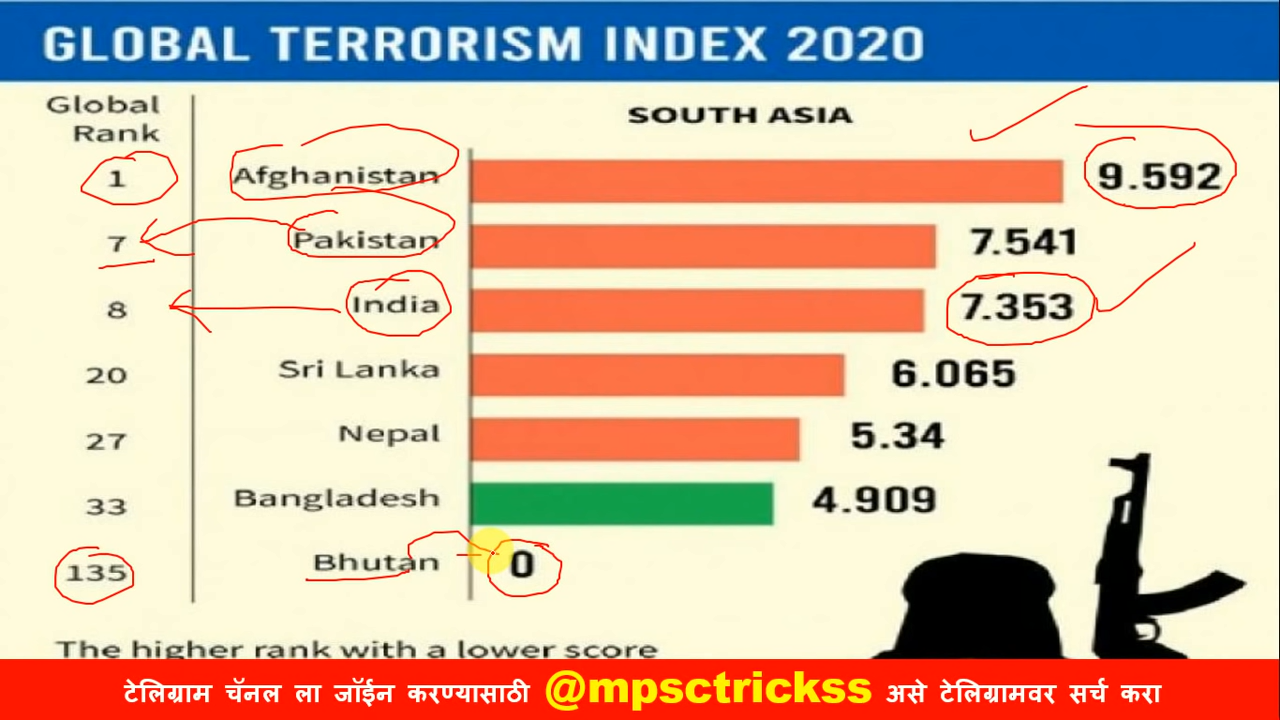 GLOBAL TERRORISM INDEX 2020
Global
Rank
SOUTH ASIA
1 Afghanistan 9.592
7 Pakistan 7.541
8 India 7.353
20 Sri Lanka 6.065
27 Nepal 5.34
33 Bangladesh 4.909
135 Bhutan 0
The higher rank with a lower score
टेलिग्राम चॅनल ला जॉईन करण्यासाठी @mpsctrickss असे टेलिग्रामवर सर्च करा